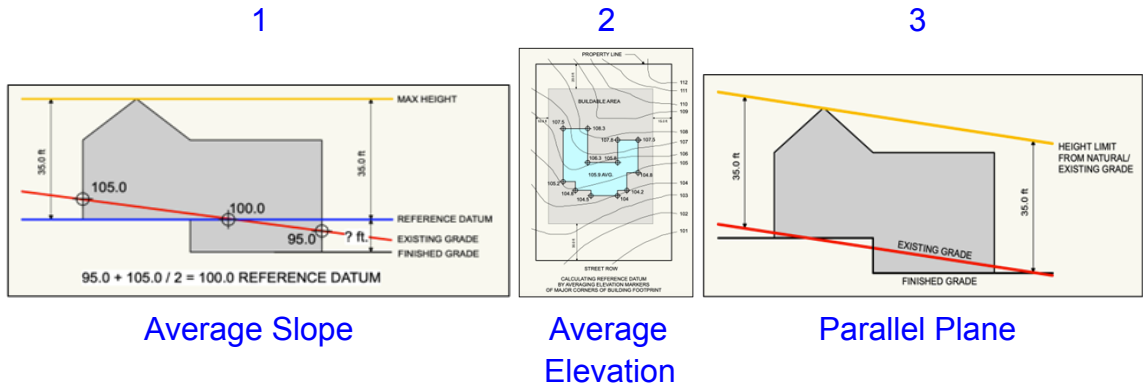 1
2
3
MAX HEIGHT
35.0 ft
35.0 ft
105.0
100.0
95.0
? ft.
REFERENCE DATUM
EXISTING GRADE
FINISHED GRADE
95.0 + 105.0 / 2 = 100.0 REFERENCE DATUM
PROPERTY LINE
BUILDABLE AREA
112
111
110
109
108
107
106
105
104
103
102
101
107.5
108.3
107.8
107.5
106.3
105.6
105.9 AVG.
104.8
105.2
104.8
104.5
104.2
104
STREET ROW
CALCULATING REFERENCE DATUM
BY AVERAGING ELEVATION MARKERS
OF MAJOR CORNERS OF BUILDING FOOTPRINT
35.0 ft
35.0 ft
HEIGHT LIMIT
FROM NATURAL/
EXISTING GRADE
EXISTING GRADE
FINISHED GRADE
Average Slope
Average
Elevation
Parallel Plane